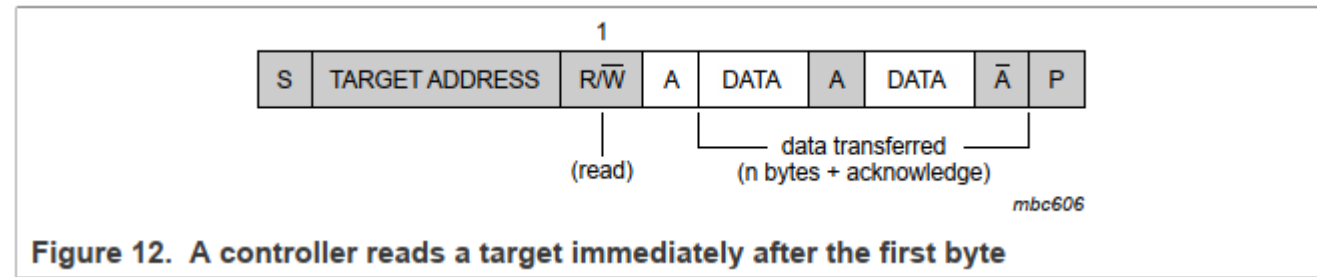 1
S TARGET ADDRESS R/W̅ A DATA A DATA A̅ P
data transferred
(read) (n bytes + acknowledge)
mbc606
Figure 12. A controller reads a target immediately after the first byte